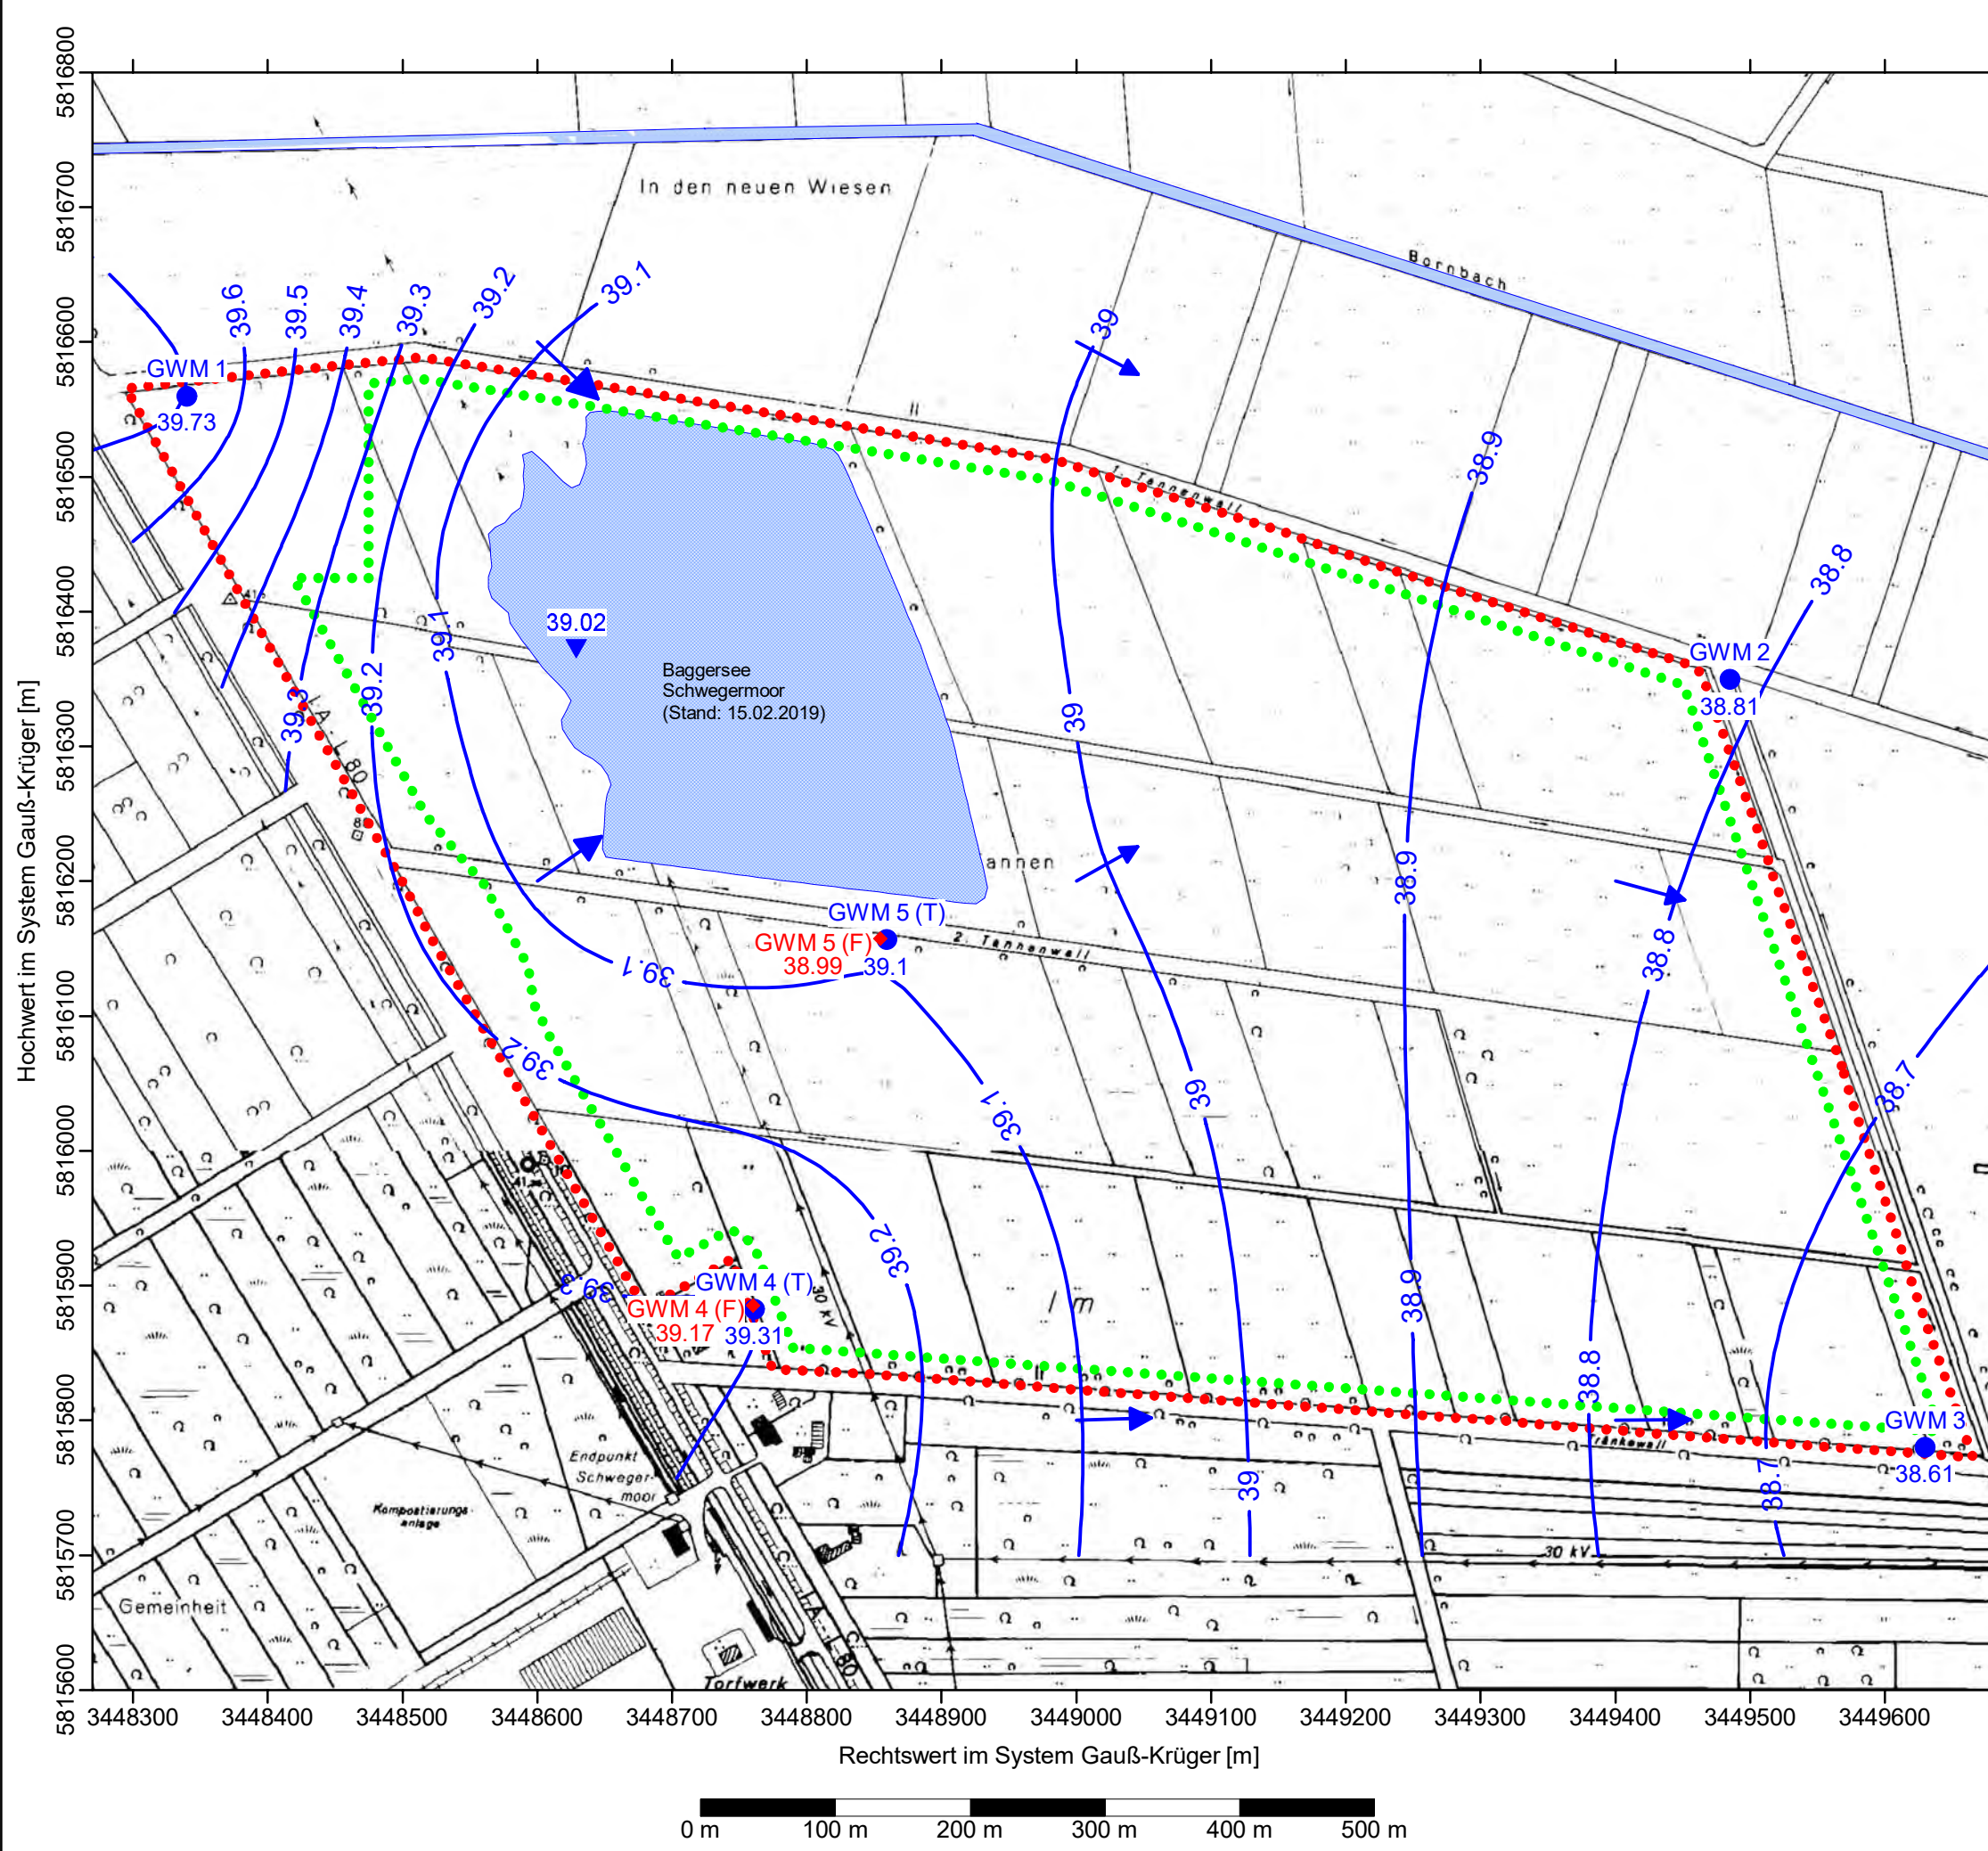 5816800
5816700
5816600
5816500
5816400
5816300
5816200
5816100
5816000
5815900
5815800
5815700
5815600
Hochwert im System Gauß-Krüger [m]
In den neuen Wiesen
Bornbach
39.6
39.5
39.4
39.3
39.2
39.1
39
38.9
38.8
GWM 1
39.73
1. Tannenwall
II
GWM 2
38.81
39.02
Baggersee
Schwegermoor
(Stand: 15.02.2019)
39.1
39.2
39.3
39
L 80
38.9
annen
GWM 5 (T)
GWM 5 (F)
38.99
39.1
2. Tannenwall
38.8
39.1
39.2
39.1
39
38.7
39.2
39.3
GWM 4 (T)
GWM 4 (F)
39.17
39.31
30 kV
I m
38.9
38.8
II
GWM 3
38.61
Tränkewall
38.7
39
Endpunkt
Schweger-
moor
Kompostierungs-
anlage
30 kV
Gemeinheit
80
Torfwerk
3448300
3448400
3448500
3448600
3448700
3448800
3448900
3449000
3449100
3449200
3449300
3449400
3449500
3449600
Rechtswert im System Gauß-Krüger [m]
0 m
100 m
200 m
300 m
400 m
500 m